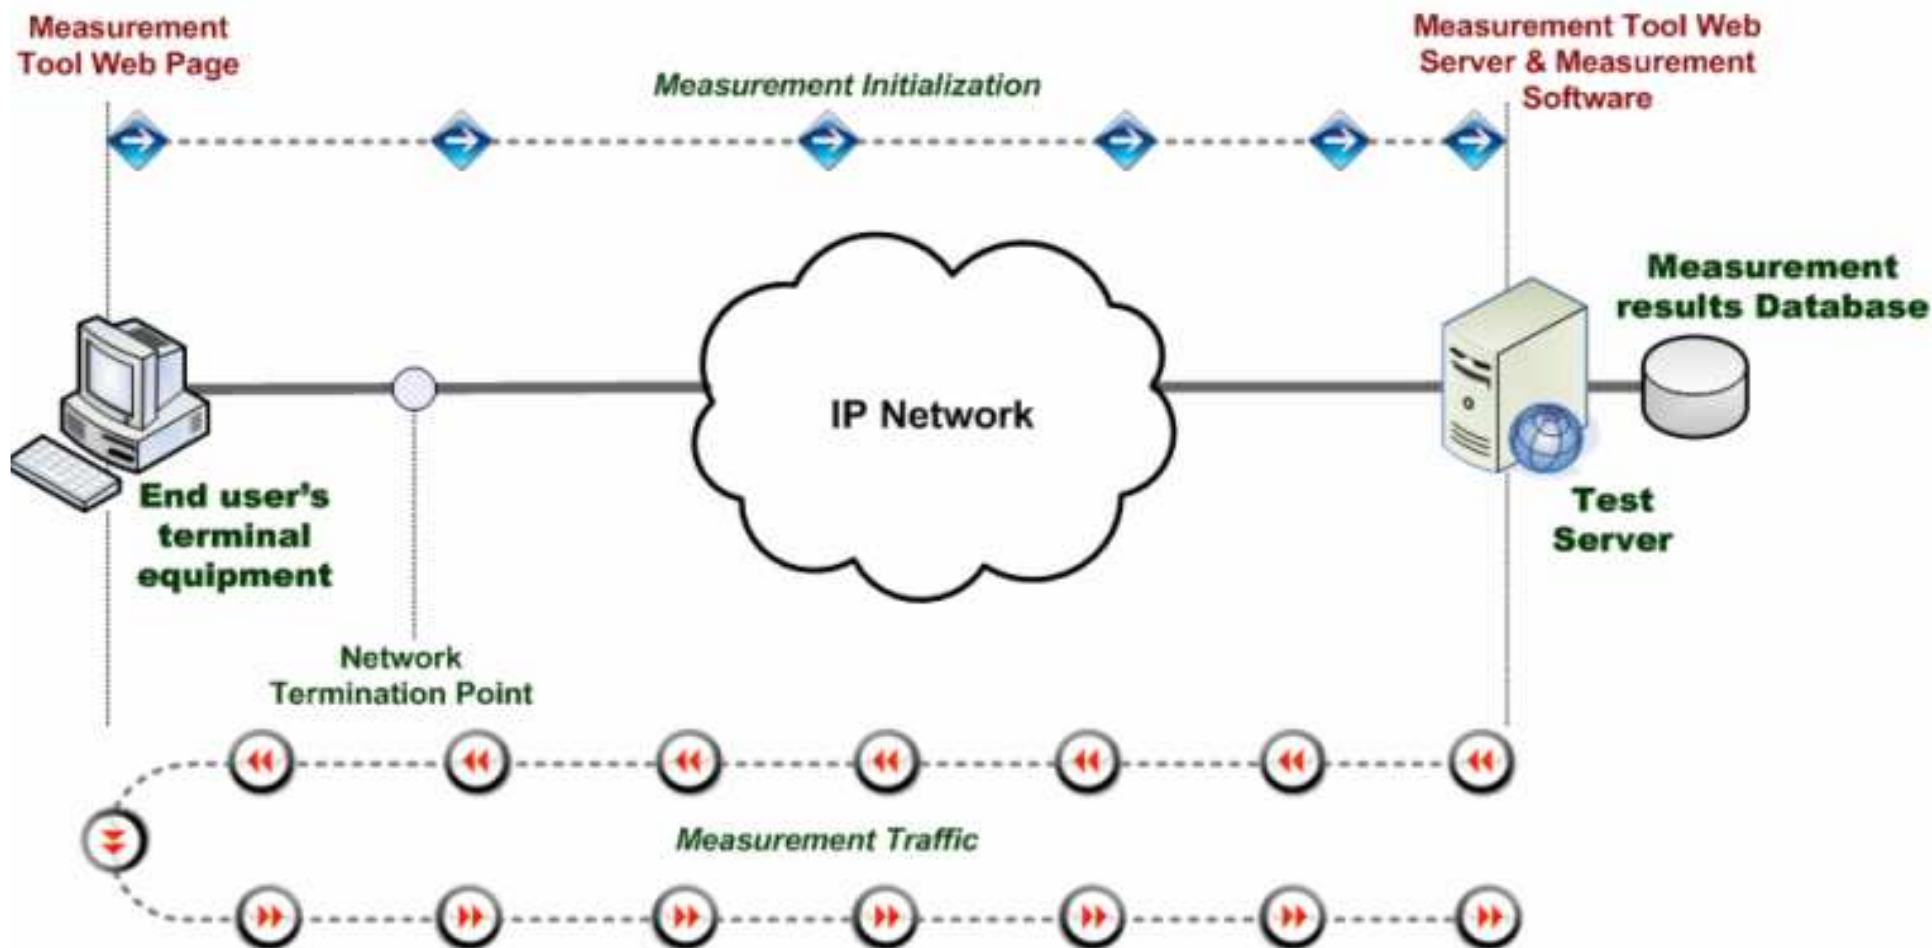 Measurement
Tool Web Page
Measurement Initialization
Measurement Tool Web
Server & Measurement
Software
Measurement
results Database
IP Network
End user's
terminal
equipment
Test
Server
Network
Termination Point
Measurement Traffic